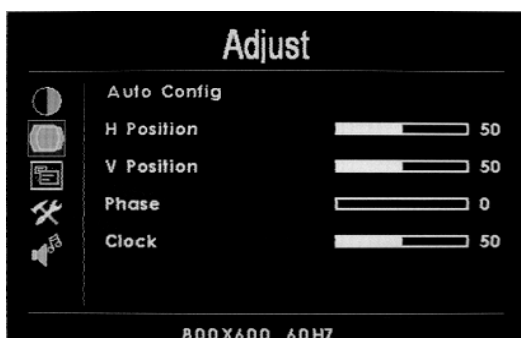 Adjust
Auto Config
H Position 50
V Position 50
Phase 0
Clock 50
800X600 60HZ